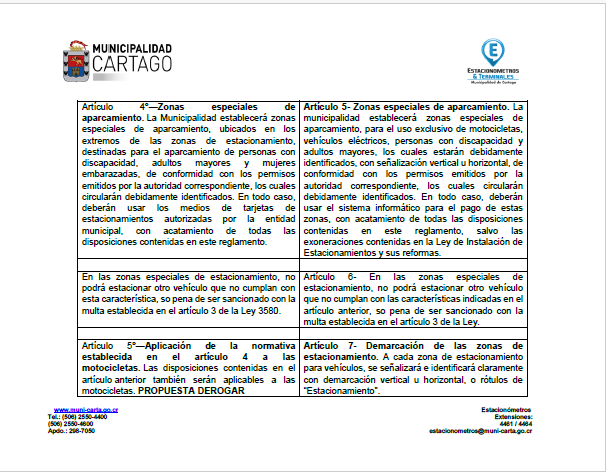 MUNICIPALIDAD
CARTAGO
ESTACIONÓMETROS
& TERMINALES
Municipalidad de Cartago
Artículo 4º—Zonas especiales de
aparcamiento. La Municipalidad establecerá zonas
especiales de aparcamiento, ubicados en los
extremos de las zonas de estacionamiento,
destinadas para el aparcamiento de personas con
discapacidad, adultos mayores y mujeres
embarazadas, de conformidad con los permisos
emitidos por la autoridad correspondiente, los cuales
circularán debidamente identificados. En todo caso,
deberán usar los medios de tarjetas de
estacionamientos autorizadas por la entidad
municipal, con acatamiento de todas las
disposiciones contenidas en este reglamento.
Artículo 5- Zonas especiales de aparcamiento. La
municipalidad establecerá zonas especiales de
aparcamiento, para el uso exclusivo de motocicletas,
vehículos eléctricos, personas con discapacidad y
adultos mayores, los cuales estarán debidamente
identificados, con señalización vertical u horizontal, de
conformidad con los permisos emitidos por la
autoridad correspondiente, los cuales circularán
debidamente identificados. En todo caso, deberán
usar el sistema informático para el pago de estas
zonas, con acatamiento de todas las disposiciones
contenidas en este reglamento, salvo las
exoneraciones contenidas en la Ley de Instalación de
Estacionamientos y sus reformas.
En las zonas especiales de estacionamiento, no
podrá estacionar otro vehículo que no cumplan con
esta característica, so pena de ser sancionado con la
multa establecida en el artículo 3 de la Ley 3580.
Artículo 6- En las zonas especiales de
estacionamiento, no podrá estacionar otro vehículo
que no cumplan con las características indicadas en el
artículo anterior, so pena de ser sancionado con la
multa establecida en el artículo 3 de la Ley.
Artículo 5º—Aplicación de la normativa
establecida en el artículo 4 a las
motocicletas. Las disposiciones contenidas en el
artículo anterior también serán aplicables a las
motocicletas. PROPUESTA DEROGAR
Artículo 7- Demarcación de las zonas de
estacionamiento. A cada zona de estacionamiento
para vehículos, se señalizará e identificará claramente
con demarcación vertical u horizontal, o rótulos de
“Estacionamiento”.
www.muni-carta.go.cr
Tel.: (506) 2550-4400
(506) 2550-4600
Apdo.: 298-7050
Estacionómetros
Extensiones:
4461 / 4464
estacionometros@muni-carta.go.cr